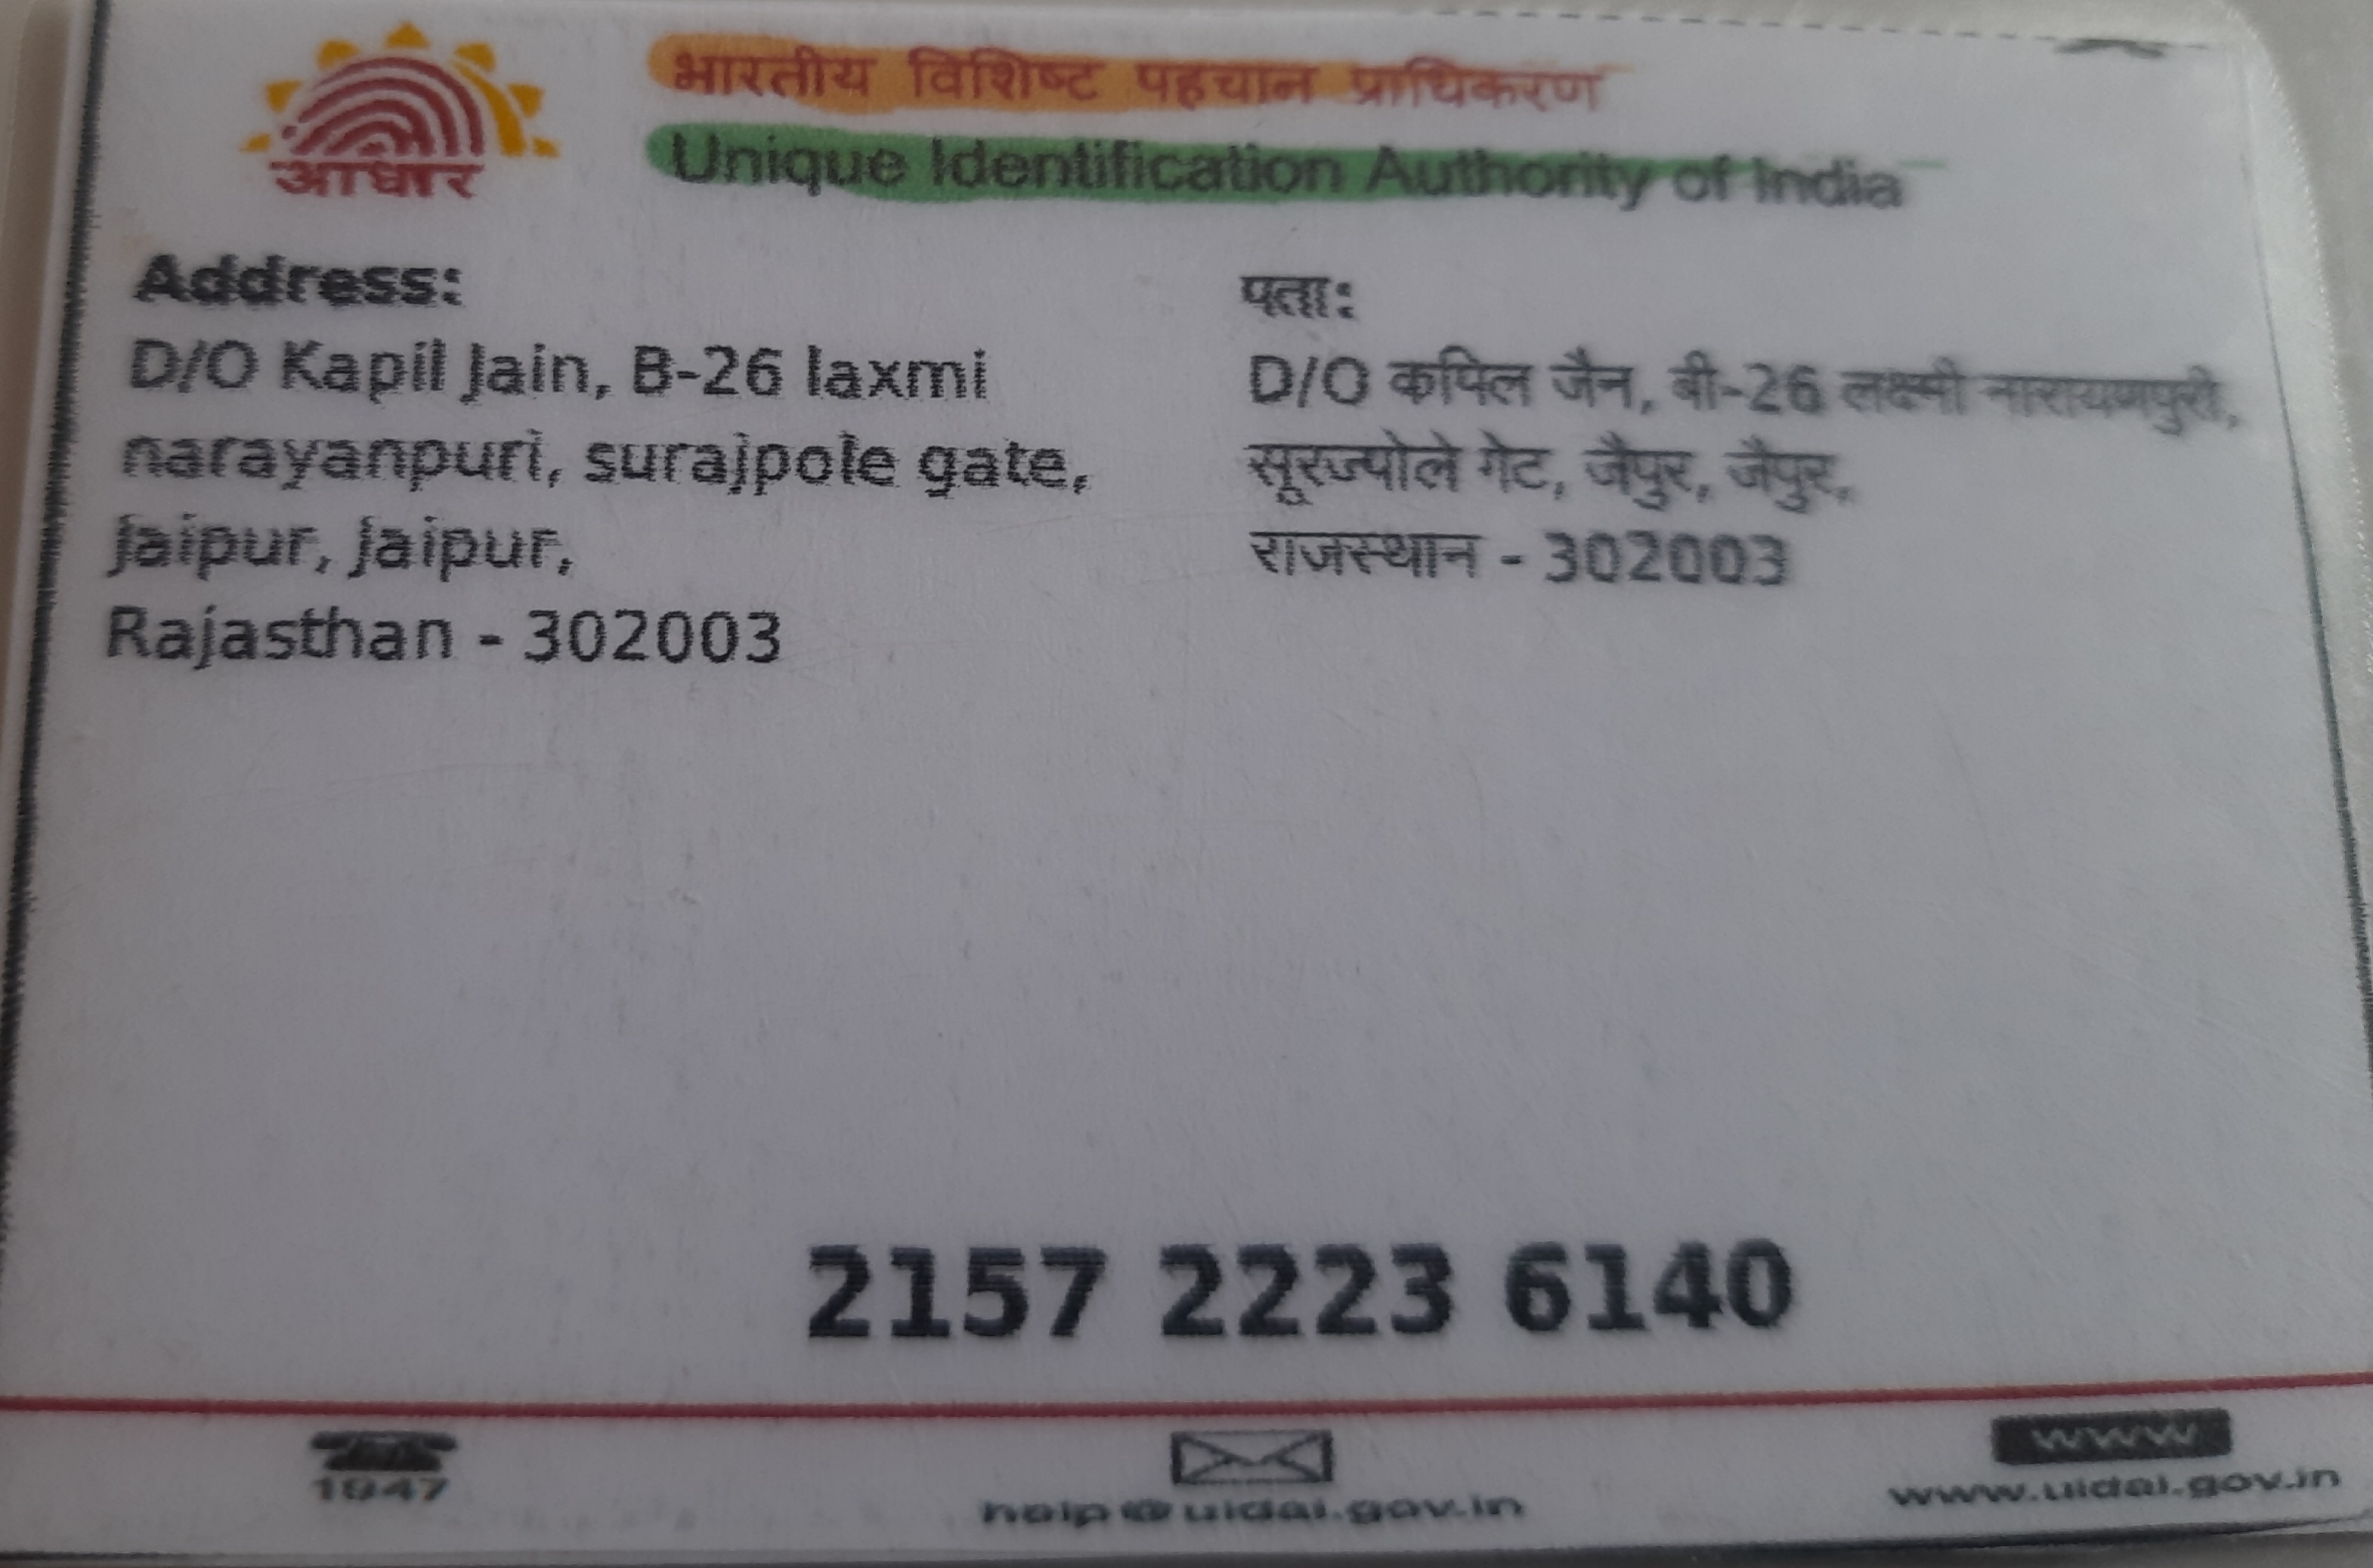 भारतीय विशिष्ट पहचान प्राधिकरण
Unique Identification Authority of India
आधार
Address:
D/O Kapil Jain, B-26 laxmi
narayanpuri, surajpole gate,
Jaipur, Jaipur,
Rajasthan - 302003
पता:
D/O कपिल जैन, बी-26 लक्ष्मी नारायणपुरी,
सूरज्पोले गेट, जैपुर, जैपुर,
राजस्थान - 302003
2157 2223 6140
1947
help@uidai.gov.in
www
www.uidai.gov.in